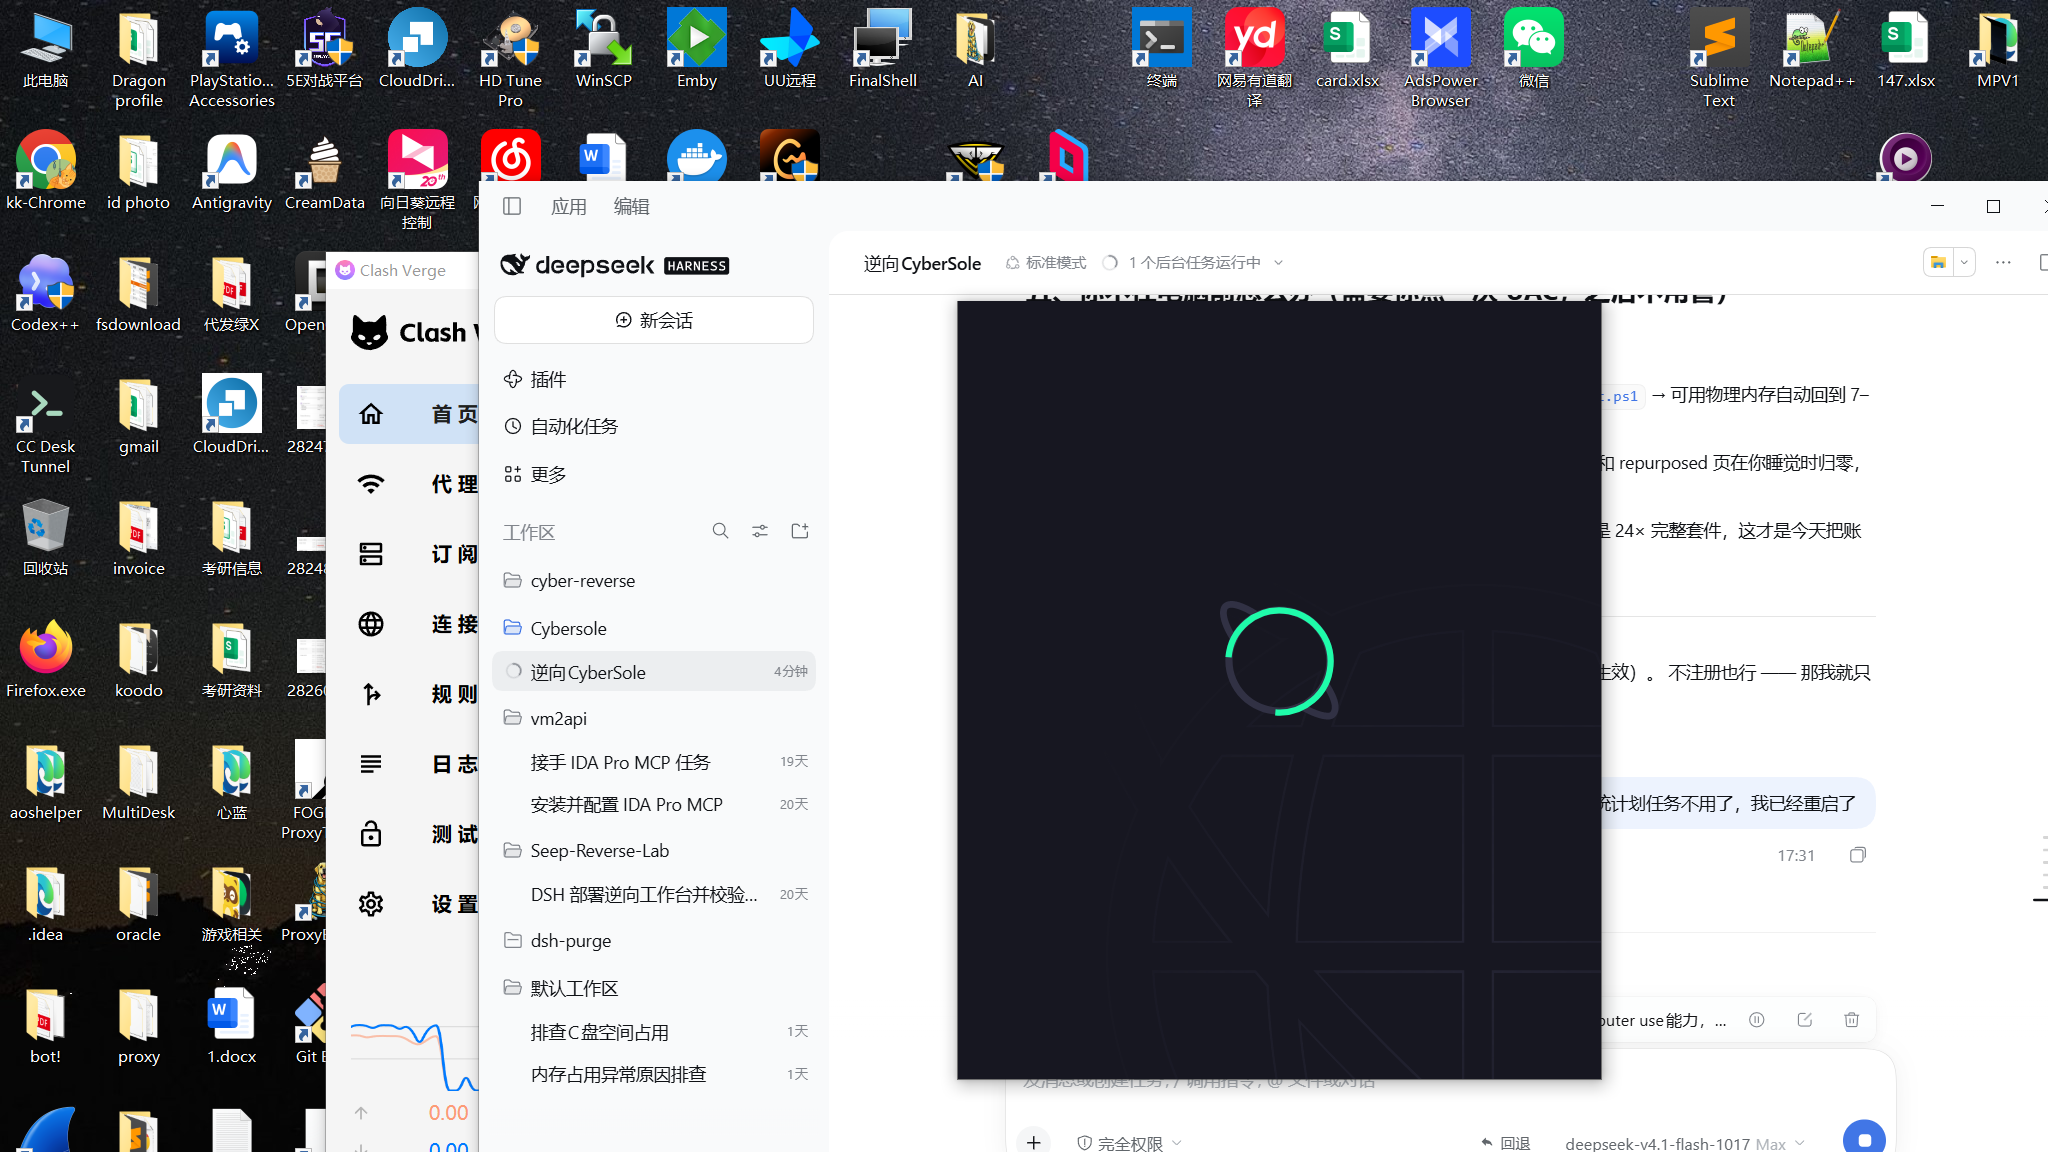 此电脑
Dragon profile
PlayStatio... Accessories
5E对战平台
CloudDri...
HD Tune Pro
WinSCP
Emby
UU远程
FinalShell
AI
终端
网易有道翻译
card.xlsx
AdsPower Browser
微信
Sublime Text
Notepad++
147.xlsx
MPV1
kk-Chrome
id photo
Antigravity
CreamData
向日葵远程控制
Codex++
fsdownload
代发绿X
CC Desk Tunnel
gmail
CloudDri...
回收站
invoice
考研信息
Firefox.exe
koodo
考研资料
aoshelper
MultiDesk
心蓝
.idea
oracle
游戏相关
bot!
proxy
1.docx
Clash Verge
Clash
首 页
代 理
订 阅
连 接
规 则
日 志
测 试
设 置
0.00
0.00
应用
编辑
deepseek HARNESS
新会话
插件
自动化任务
更多
工作区
cyber-reverse
Cybersole
逆向CyberSole
4分钟
vm2api
接手 IDA Pro MCP 任务
19天
安装并配置 IDA Pro MCP
20天
Seep-Reverse-Lab
DSH 部署逆向工作台并校验...
20天
dsh-purge
默认工作区
排查C盘空间占用
1天
内存占用异常原因排查
1天
逆向CyberSole
标准模式
1 个后台任务运行中
.ps1 → 可用物理内存自动回到 7–
和 repurposed 页在你睡觉时归零，
是 24× 完整套件，这才是今天把账
生效）。 不注册也行 —— 那我就只
统计划任务不用了，我已经重启了
17:31
puter use能力，...
完全权限
回退
deepseek-v4.1-flash-1017 Max